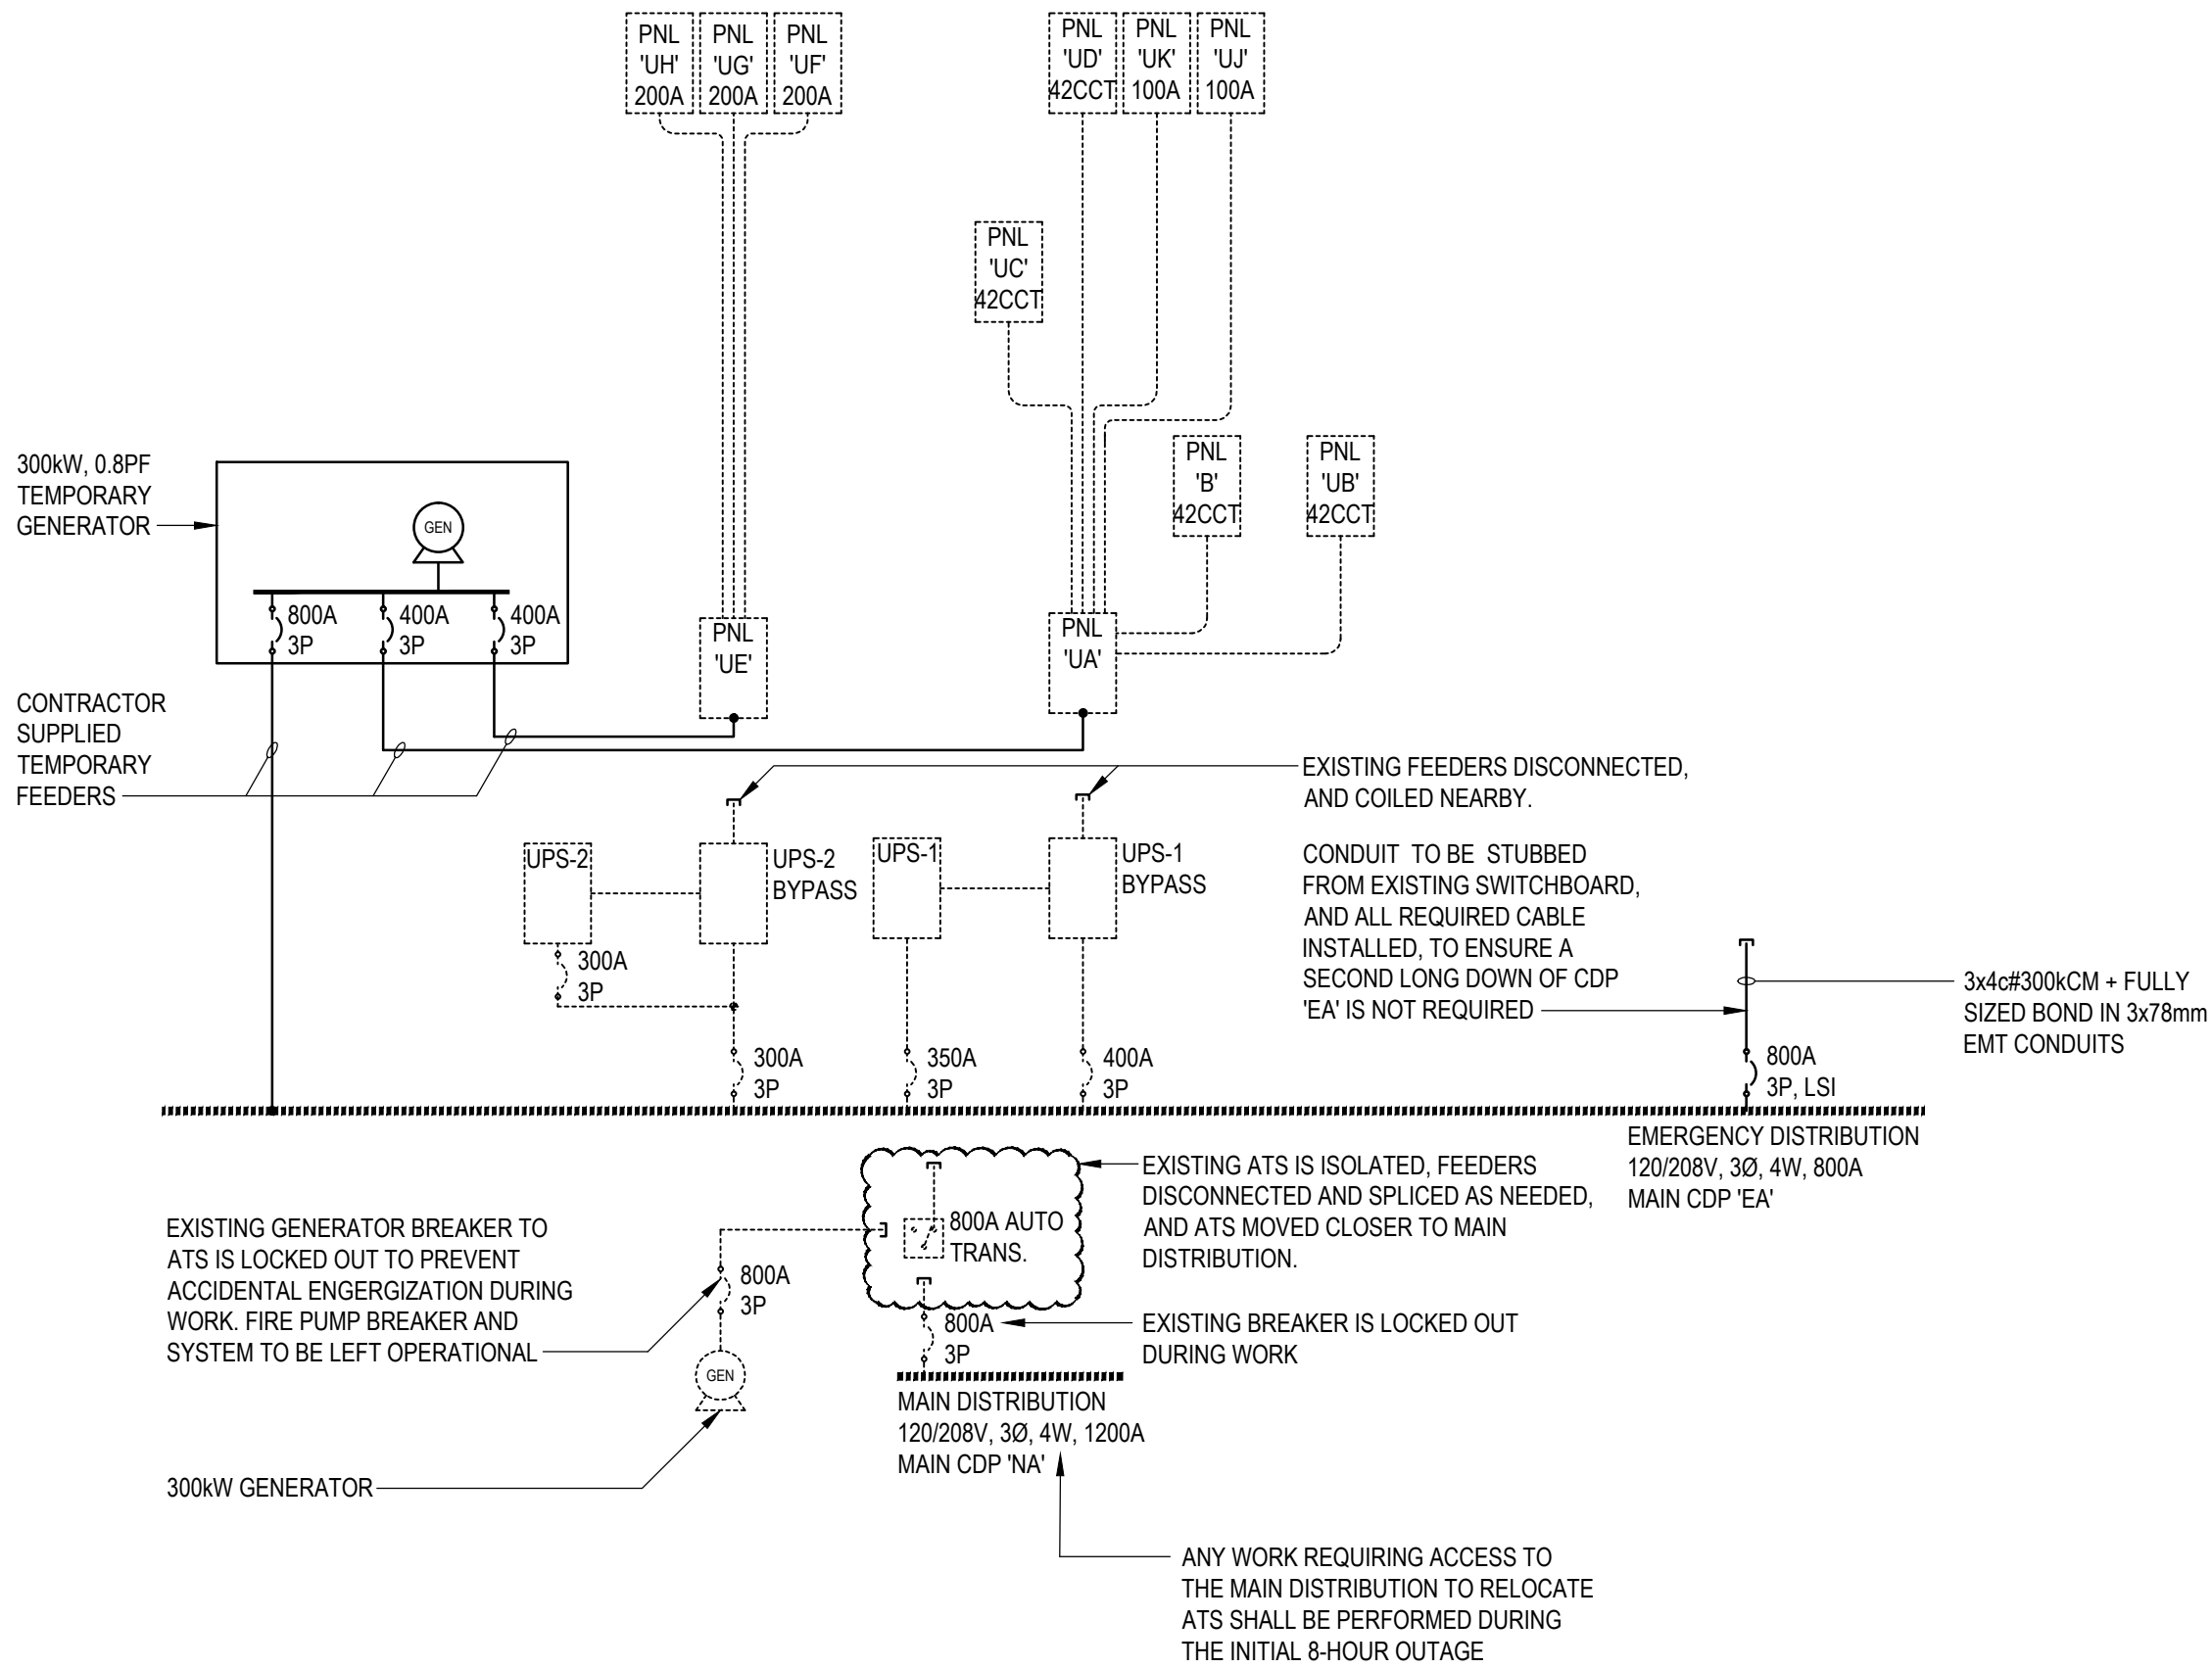 PNL
'UH'
200A
PNL
'UG'
200A
PNL
'UF'
200A
PNL
'UD'
42CCT
PNL
'UK'
100A
PNL
'UJ'
100A
PNL
'UC'
42CCT
PNL
'B'
42CCT
PNL
'UB'
42CCT
300kW, 0.8PF
TEMPORARY
GENERATOR
GEN
800A
3P
400A
3P
400A
3P
PNL
'UE'
PNL
'UA'
CONTRACTOR
SUPPLIED
TEMPORARY
FEEDERS
EXISTING FEEDERS DISCONNECTED,
AND COILED NEARBY.
UPS-2
UPS-2
BYPASS
UPS-1
UPS-1
BYPASS
CONDUIT TO BE STUBBED
FROM EXISTING SWITCHBOARD,
AND ALL REQUIRED CABLE
INSTALLED, TO ENSURE A
SECOND LONG DOWN OF CDP
'EA' IS NOT REQUIRED
3x4c#300kCM + FULLY
SIZED BOND IN 3x78mm
EMT CONDUITS
300A
3P
300A
3P
350A
3P
400A
3P
800A
3P, LSI
EMERGENCY DISTRIBUTION
120/208V, 3Ø, 4W, 800A
MAIN CDP 'EA'
EXISTING ATS IS ISOLATED, FEEDERS
DISCONNECTED AND SPLICED AS NEEDED,
AND ATS MOVED CLOSER TO MAIN
DISTRIBUTION.
800A AUTO
TRANS.
EXISTING GENERATOR BREAKER TO
ATS IS LOCKED OUT TO PREVENT
ACCIDENTAL ENGERGIZATION DURING
WORK. FIRE PUMP BREAKER AND
SYSTEM TO BE LEFT OPERATIONAL
800A
3P
GEN
800A
3P
EXISTING BREAKER IS LOCKED OUT
DURING WORK
MAIN DISTRIBUTION
120/208V, 3Ø, 4W, 1200A
MAIN CDP 'NA'
300kW GENERATOR
ANY WORK REQUIRING ACCESS TO
THE MAIN DISTRIBUTION TO RELOCATE
ATS SHALL BE PERFORMED DURING
THE INITIAL 8-HOUR OUTAGE